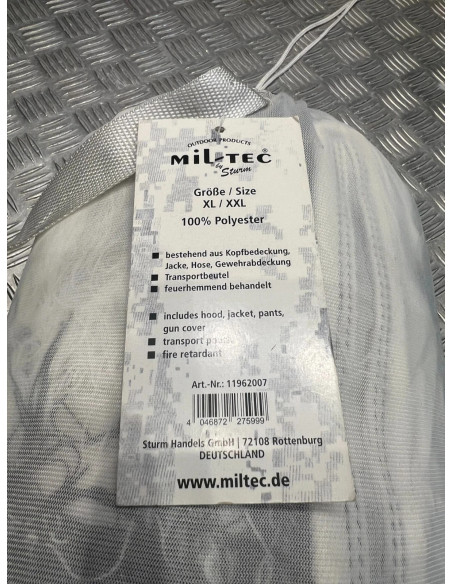 OUTDOOR PRODUCTS
MIL-TEC
by Sturm
Größe / Size
XL / XXL
100% Polyester
bestehend aus Kopfbedeckung,
Jacke, Hose, Gewehrabdeckung
Transportbeutel
feuerhemmend behandelt
includes hood, jacket, pants,
gun cover
transport
fire retardant
Art.-Nr.: 11962007
4 046872 275999
Sturm Handels GmbH | 72108 Rottenburg
DEUTSCHLAND
www.miltec.de